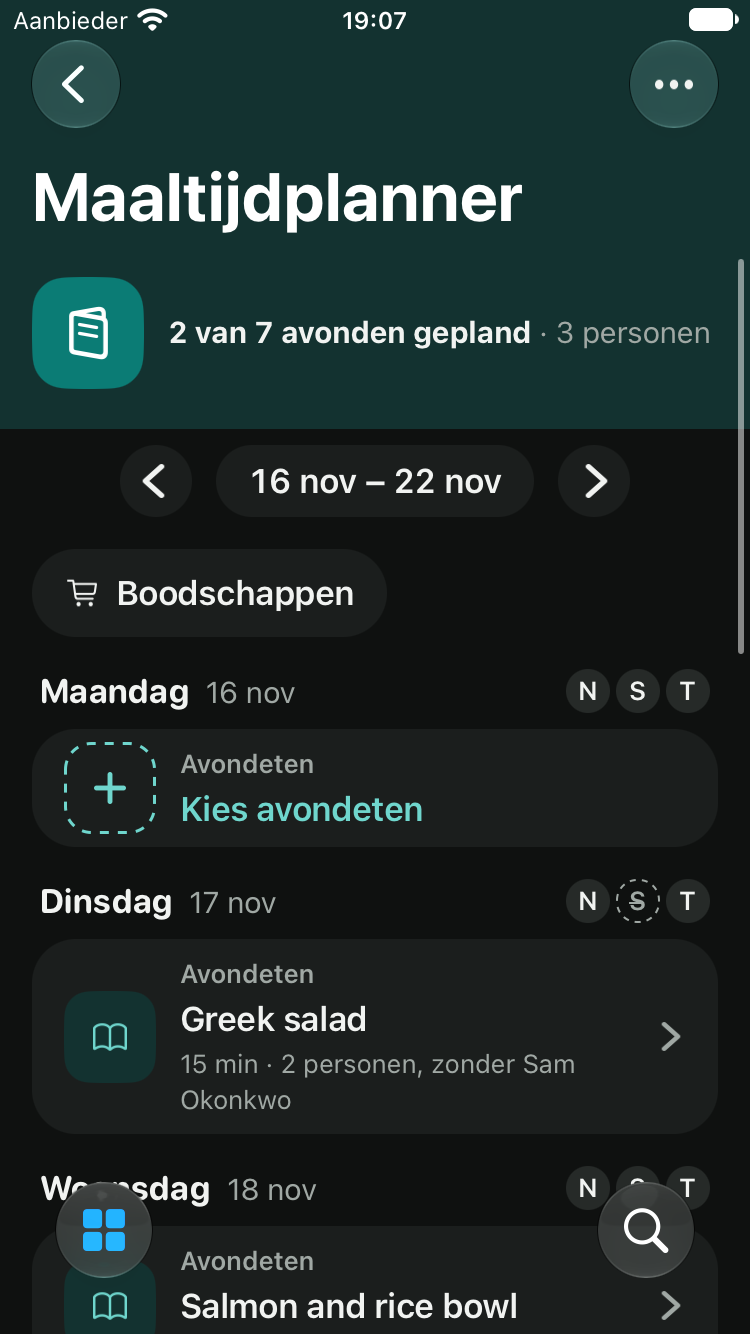 Aanbieder 19:07
Maaltijdplanner
2 van 7 avonden gepland · 3 personen
16 nov – 22 nov
Boodschappen
Maandag 16 nov N S T
Avondeten
Kies avondeten
Dinsdag 17 nov N S T
Avondeten
Greek salad
15 min · 2 personen, zonder Sam
Okonkwo
Woensdag 18 nov N S T
Avondeten
Salmon and rice bowl